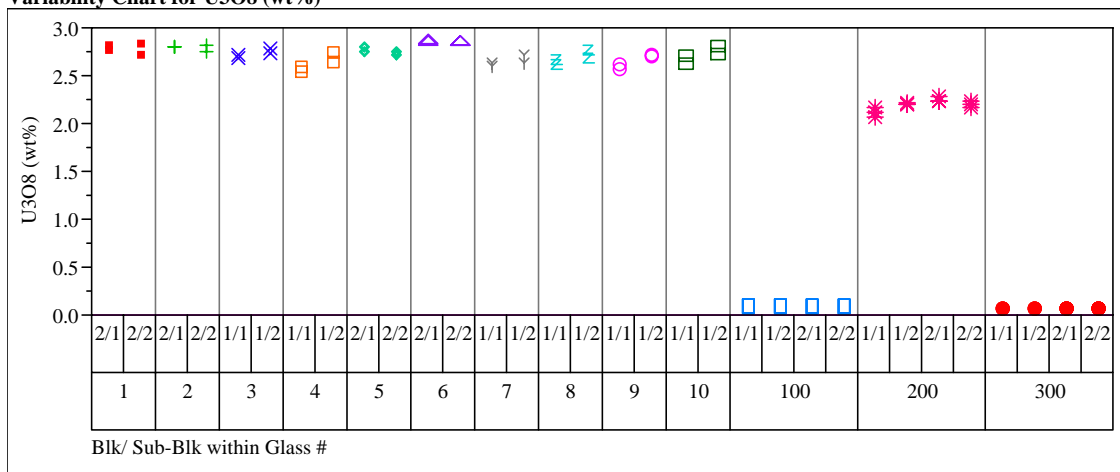 Variability Chart for U3O8 (wt%)
U3O8 (wt%)
3.0
2.5
2.0
1.5
1.0
0.5
0.0
2/1 2/2 2/1 2/2 1/1 1/2 1/1 1/2 2/1 2/2 2/1 2/2 1/1 1/2 1/1 1/2 1/1 1/2 1/1 1/2 1/1 1/2 2/1 2/2 1/1 1/2 2/1 2/2 1/1 1/2 2/1 2/2
1 2 3 4 5 6 7 8 9 10 100 200 300
Blk/ Sub-Blk within Glass #